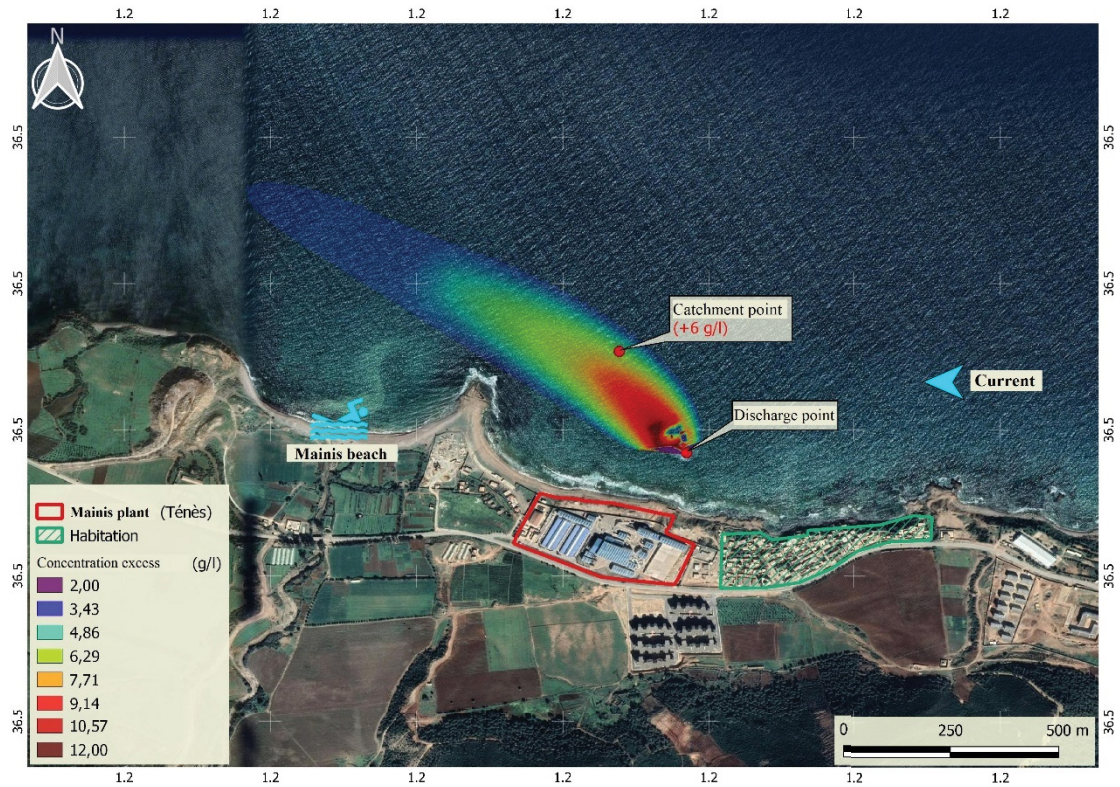 1.2 1.2 1.2 1.2 1.2 1.2 1.2
N
36.5 36.5
36.5 36.5
Catchment point
(+6 g/l)
Current
Discharge point
36.5 36.5
Mainis beach
Mainis plant (Ténès)
Habitation
Concentration excess (g/l)
2,00
3,43
4,86
6,29
7,71
9,14
10,57
12,00
36.5 36.5
36.5 36.5
0 250 500 m
1.2 1.2 1.2 1.2 1.2 1.2 1.2